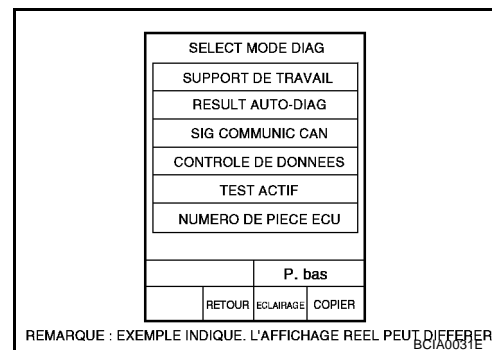 SELECT MODE DIAG
SUPPORT DE TRAVAIL
RESULT AUTO-DIAG
SIG COMMUNIC CAN
CONTROLE DE DONNEES
TEST ACTIF
NUMERO DE PIECE ECU
P. bas
RETOUR ECLAIRAGE COPIER
REMARQUE : EXEMPLE INDIQUE. L'AFFICHAGE REEL PEUT DIFFERER
BCIA0031E